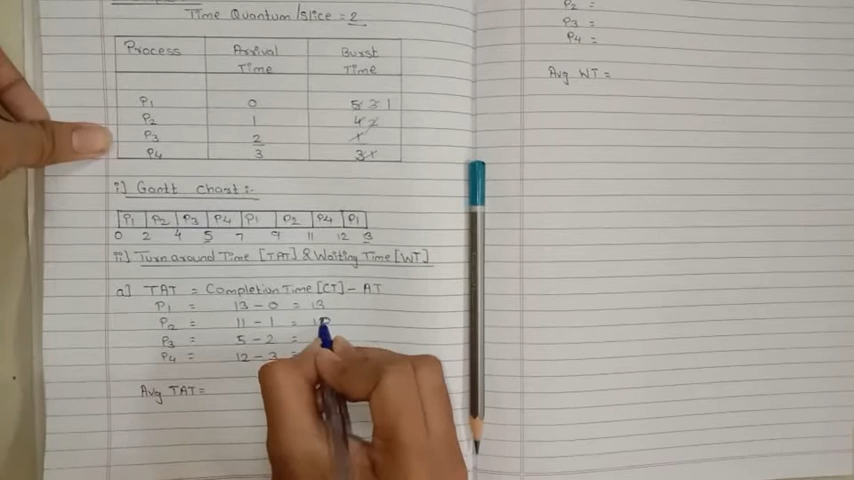 Time Quantum/slice = 2
Process Arrival Time Burst Time
P1 0 5 3 1
P2 1 4 2
P3 2 1
P4 3 3 1
i) Gantt chart :-
P1 P2 P3 P4 P1 P2 P4 P1
0 2 4 5 7 9 11 12 13
ii) Turnaround Time [TAT] & Waiting Time [WT]
a) TAT = Completion Time [CT] - AT
P1 = 13 - 0 = 13
P2 = 11 - 1 = 10
P3 = 5 - 2 =
P4 = 12 - 3 =
Avg TAT =
P2 =
P3 =
P4 =
Avg WT =